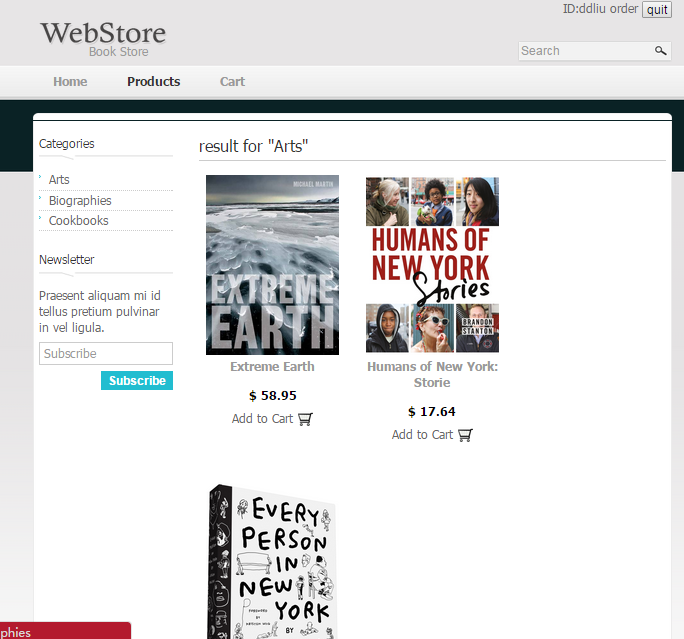 ID:ddliu order quit
WebStore
Book Store
Search
Home Products Cart
Categories
Arts
Biographies
Cookbooks
Newsletter
Praesent aliquam mi id
tellus pretium pulvinar
in vel ligula.
Subscribe
Subscribe
result for "Arts"
MICHAEL MARTIN
EXTREME
EARTH
Extreme Earth
$ 58.95
Add to Cart
HUMANS OF
NEW YORK
Stories
BRANDON
STANTON
Humans of New York:
Storie
$ 17.64
Add to Cart
EVERY
PERSON
IN
NEW
YORK
BY
phies